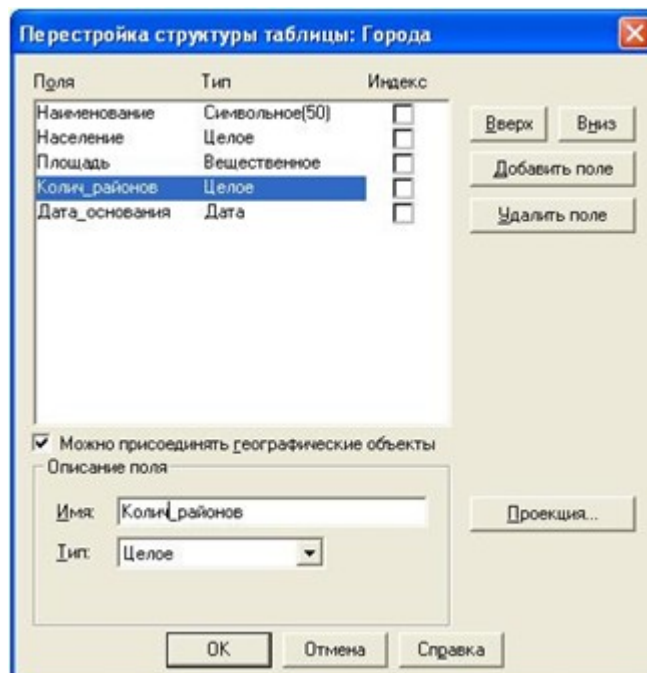 Перестройка структуры таблицы: Города
Поля Тип Индекс
Наименование Символьное(50)
Население Целое
Площадь Вещественное
Колич_районов Целое
Дата_основания Дата
Вверх Вниз
Добавить поле
Удалить поле
Можно присоединять географические объекты
Описание поля
Имя: Колич_районов
Тип: Целое
Проекция...
OK Отмена Справка